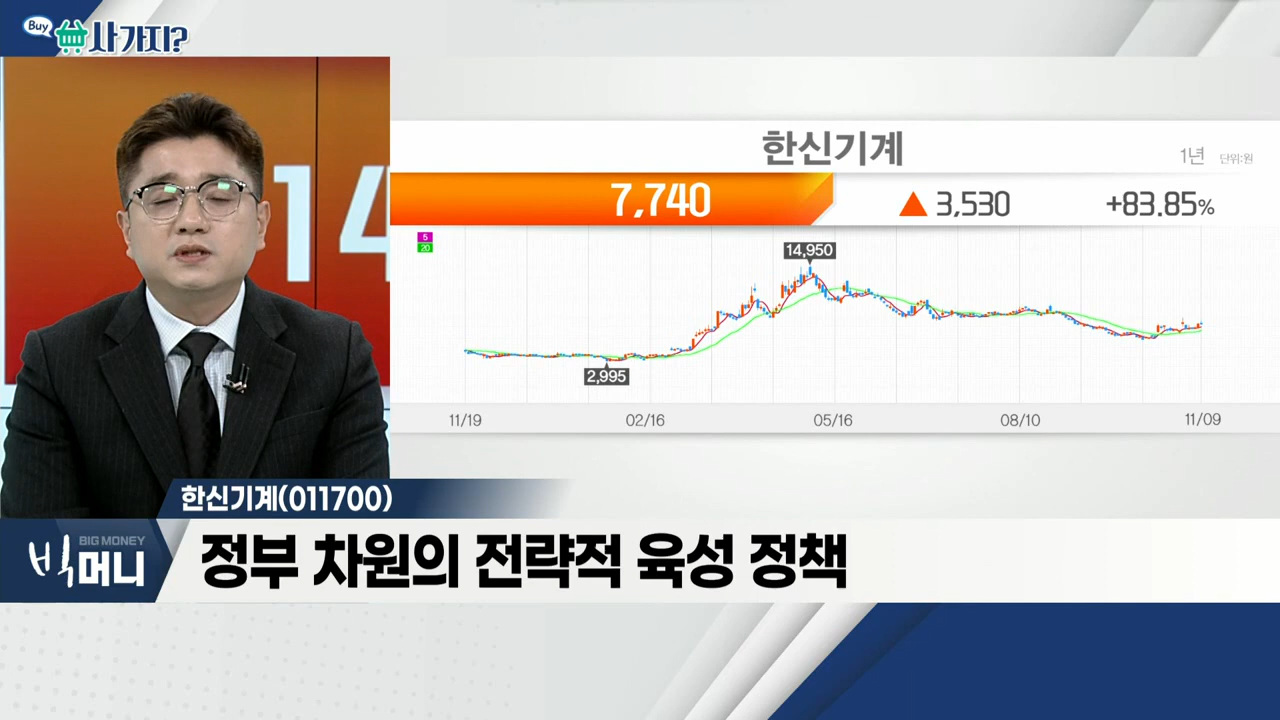 Buy 사가지?
14
한신기계
1년 단위:원
7,740 ▲ 3,530 +83.85%
5
20
14,950
2,995
11/19 02/16 05/16 08/10 11/09
한신기계(011700)
BIG MONEY
빅머니
정부 차원의 전략적 육성 정책